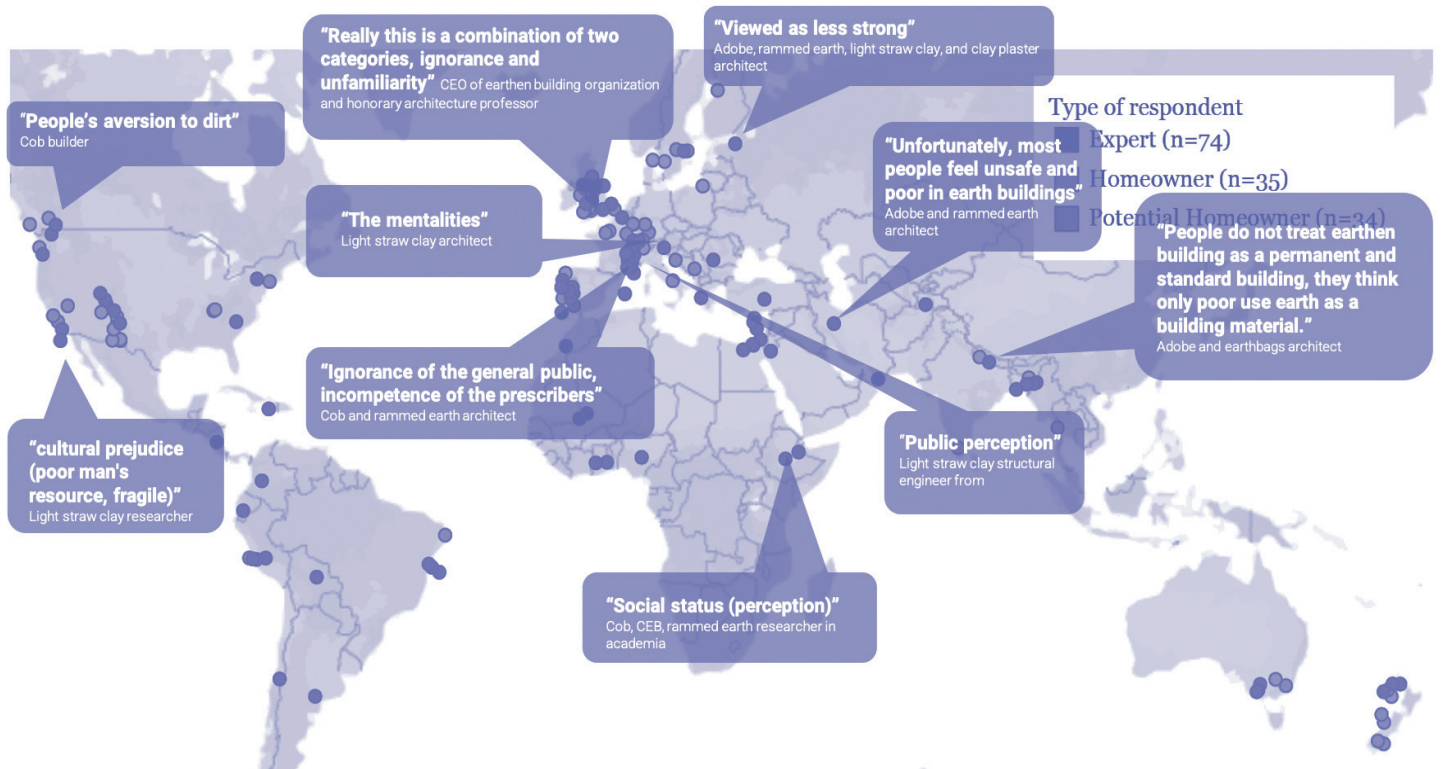 “Really this is a combination of two
categories, ignorance and
unfamiliarity” CEO of earthen building organization
and honorary architecture professor
“Viewed as less strong”
Adobe, rammed earth, light straw clay, and clay plaster
architect
“People’s aversion to dirt”
Cob builder
Type of respondent
Expert (n=74)
Homeowner (n=35)
Potential Homeowner (n=34)
“Unfortunately, most
people feel unsafe and
poor in earth buildings”
Adobe and rammed earth
architect
“The mentalities”
Light straw clay architect
“People do not treat earthen
building as a permanent and
standard building, they think
only poor use earth as a
building material.”
Adobe and earthbags architect
“Ignorance of the general public,
incompetence of the prescribers”
Cob and rammed earth architect
“cultural prejudice
(poor man's
resource, fragile)”
Light straw clay researcher
“Public perception”
Light straw clay structural
engineer from
“Social status (perception)”
Cob, CEB, rammed earth researcher in
academia